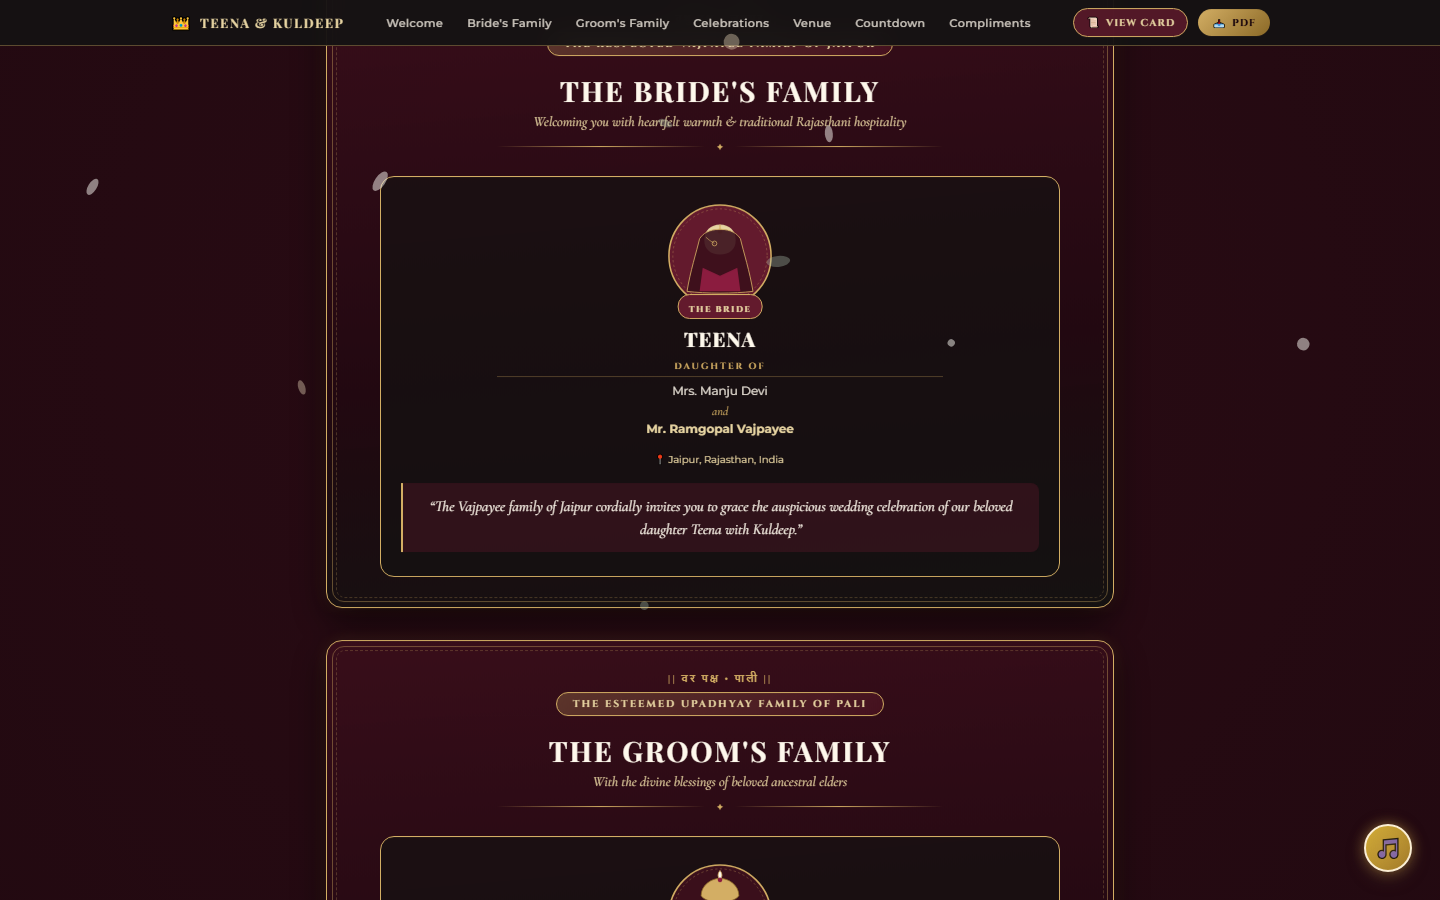 TEENA & KULDEEP
Welcome
Bride's Family
Groom's Family
Celebrations
Venue
Countdown
Compliments
VIEW CARD
PDF
THE BRIDE'S FAMILY
Welcoming you with heartfelt warmth & traditional Rajasthani hospitality
THE BRIDE
TEENA
DAUGHTER OF
Mrs. Manju Devi
and
Mr. Ramgopal Vajpayee
Jaipur, Rajasthan, India
“The Vajpayee family of Jaipur cordially invites you to grace the auspicious wedding celebration of our beloved
daughter Teena with Kuldeep.”
|| वर पक्ष • पाली ||
THE ESTEEMED UPADHYAY FAMILY OF PALI
THE GROOM'S FAMILY
With the divine blessings of beloved ancestral elders